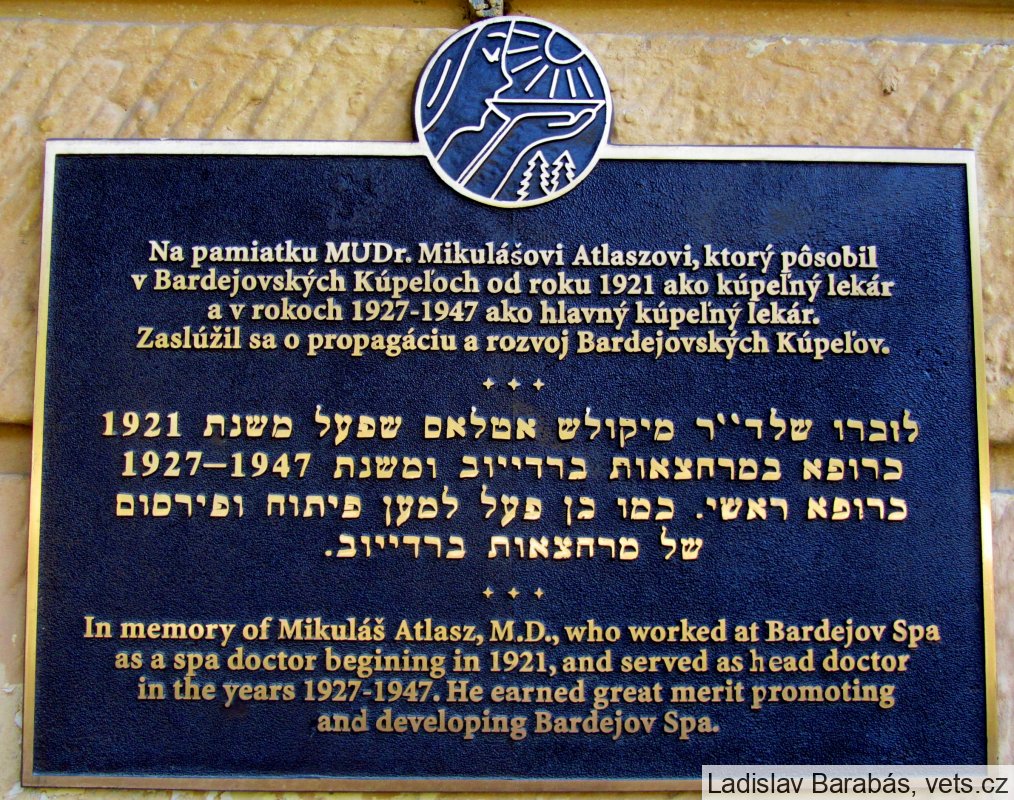 Na pamiatku MUDr. Mikulášovi Atlaszovi, ktorý pôsobil
v Bardejovských Kúpeľoch od roku 1921 ako kúpeľný lekár
a v rokoch 1927-1947 ako hlavný kúpeľný lekár.
Zaslúžil sa o propagáciu a rozvoj Bardejovských Kúpeľov.
לזכרו שלד״ר מיקולש אטלאס שפעל משנת 1921
כרופא במרחצאות ברדייוב ומשנת 1927–1947
כרופא ראשי. כמו כן פעל למען פיתוח ופירסום
של מרחצאות ברדייוב.
In memory of Mikuláš Atlasz, M.D., who worked at Bardejov Spa
as a spa doctor begining in 1921, and served as head doctor
in the years 1927-1947. He earned great merit promoting
and developing Bardejov Spa.
Ladislav Barabás, vets.cz